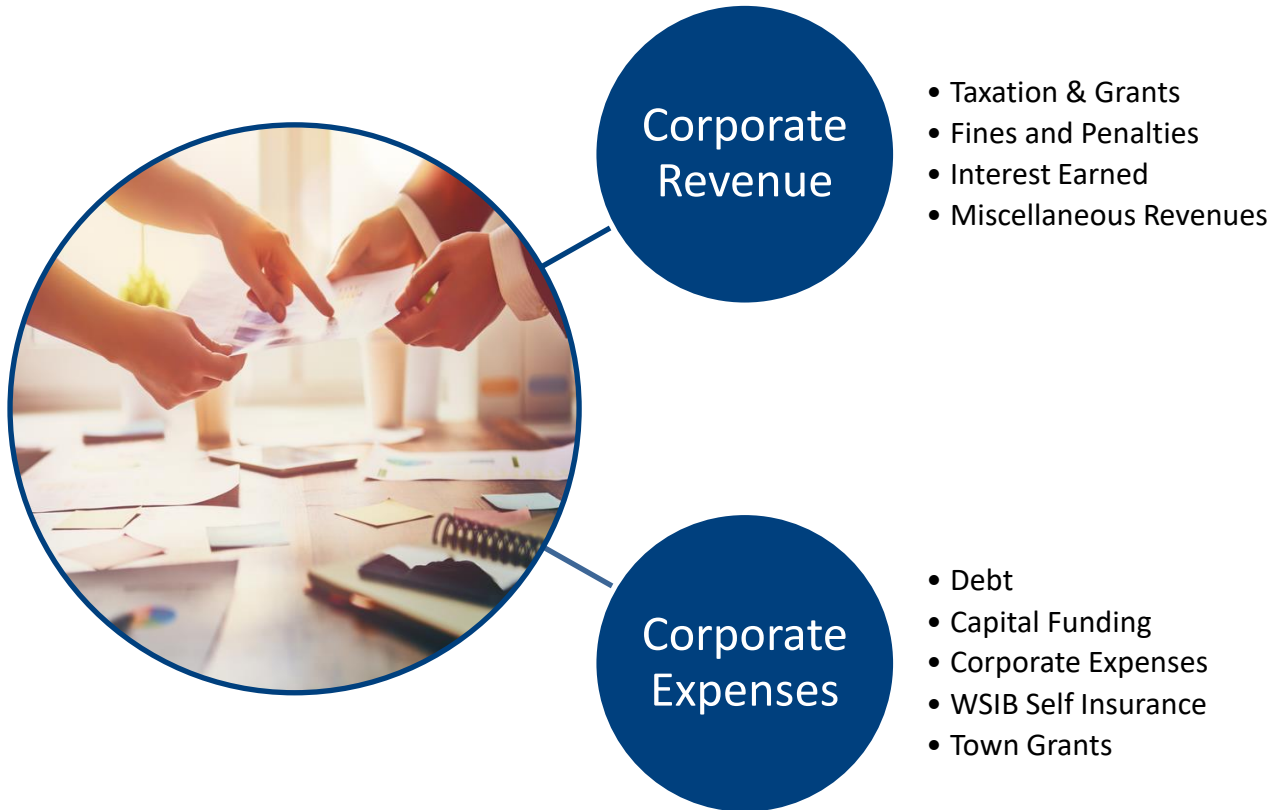 Corporate
Revenue
• Taxation & Grants
• Fines and Penalties
• Interest Earned
• Miscellaneous Revenues
Corporate
Expenses
• Debt
• Capital Funding
• Corporate Expenses
• WSIB Self Insurance
• Town Grants